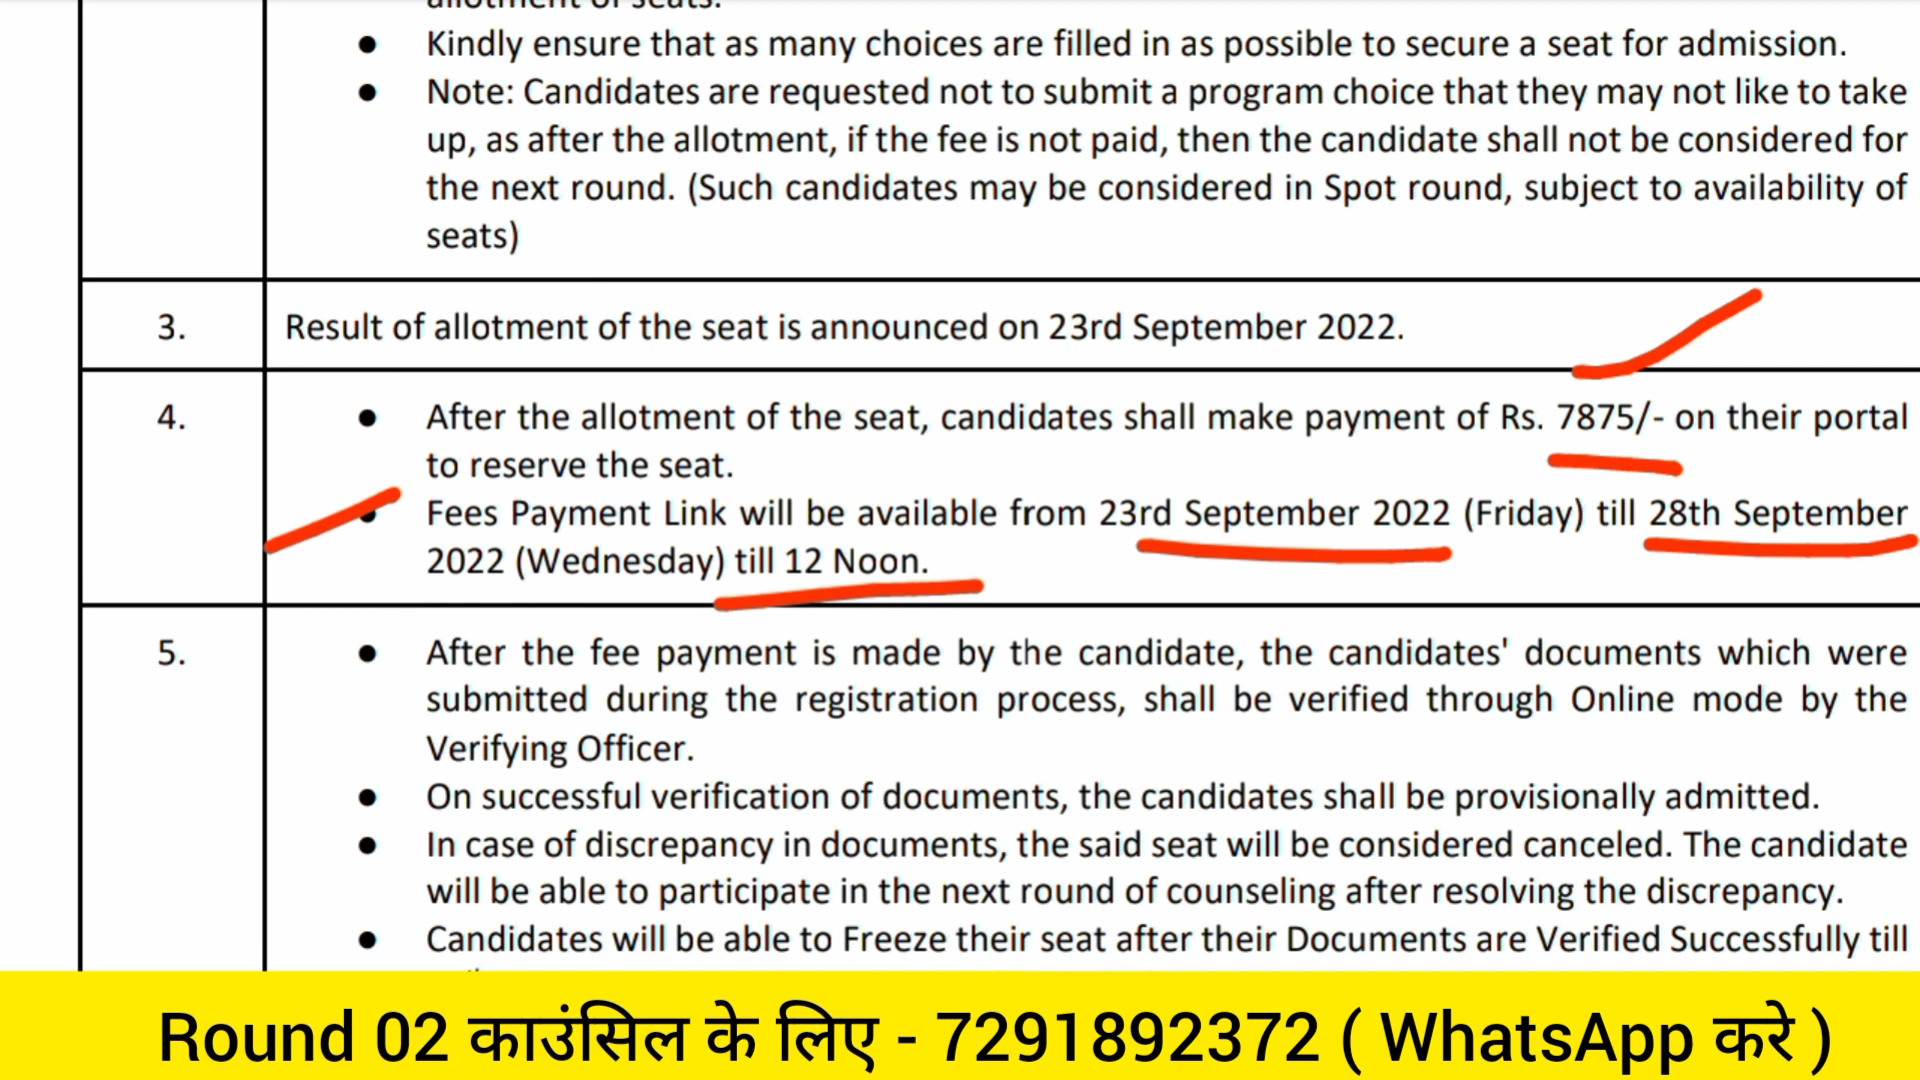 allotment of seats.
● Kindly ensure that as many choices are filled in as possible to secure a seat for admission.
● Note: Candidates are requested not to submit a program choice that they may not like to take
up, as after the allotment, if the fee is not paid, then the candidate shall not be considered for
the next round. (Such candidates may be considered in Spot round, subject to availability of
seats)
3. Result of allotment of the seat is announced on 23rd September 2022.
4. ● After the allotment of the seat, candidates shall make payment of Rs. 7875/- on their portal
to reserve the seat.
● Fees Payment Link will be available from 23rd September 2022 (Friday) till 28th September
2022 (Wednesday) till 12 Noon.
5. ● After the fee payment is made by the candidate, the candidates' documents which were
submitted during the registration process, shall be verified through Online mode by the
Verifying Officer.
● On successful verification of documents, the candidates shall be provisionally admitted.
● In case of discrepancy in documents, the said seat will be considered canceled. The candidate
will be able to participate in the next round of counseling after resolving the discrepancy.
● Candidates will be able to Freeze their seat after their Documents are Verified Successfully till
Round 02 काउंसिल के लिए - 7291892372 ( WhatsApp करे )